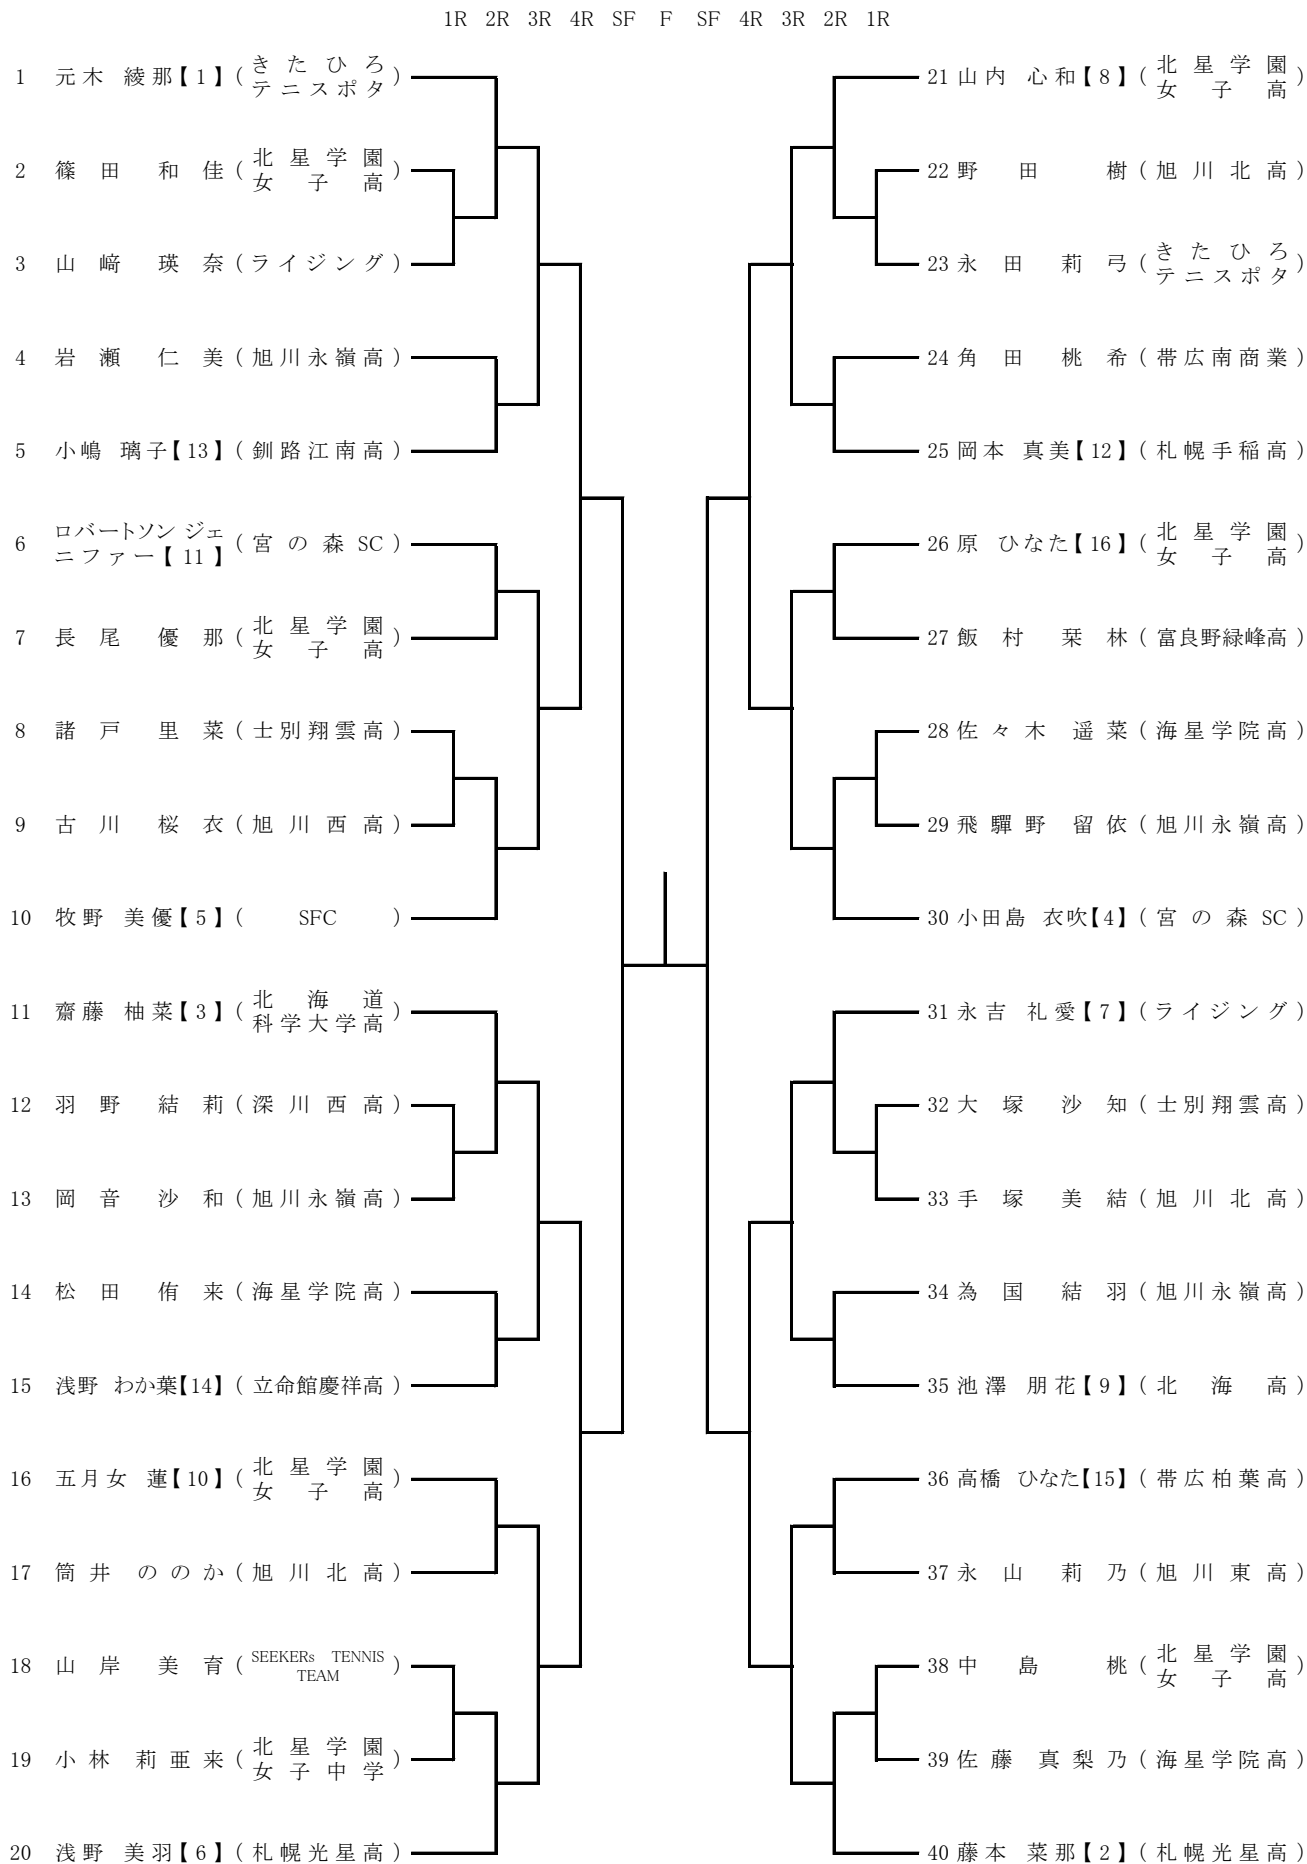 1R 2R 3R 4R SF F SF 4R 3R 2R 1R
1 元木 綾那【1】(きたひろテニスポタ)
2 篠田 和佳(北星学園女子高)
3 山﨑 瑛奈(ライジング)
4 岩瀬 仁美(旭川永嶺高)
5 小嶋 璃子【13】(釧路江南高)
6 ロバートソン ジェニファー【11】(宮の森SC)
7 長尾 優那(北星学園女子高)
8 諸戸 里菜(士別翔雲高)
9 古川 桜衣(旭川西高)
10 牧野 美優【5】(SFC)
11 齋藤 柚菜【3】(北海道科学大学高)
12 羽野 結莉(深川西高)
13 岡音 沙和(旭川永嶺高)
14 松田 侑来(海星学院高)
15 浅野 わか葉【14】(立命館慶祥高)
16 五月女 蓮【10】(北星学園女子高)
17 筒井 ののか(旭川北高)
18 山岸 美育(SEEKERs TENNIS TEAM)
19 小林 莉亜来(北星学園女子中学)
20 浅野 美羽【6】(札幌光星高)
21 山内 心和【8】(北星学園女子高)
22 野田 樹(旭川北高)
23 永田 莉弓(きたひろテニスポタ)
24 角田 桃希(帯広南商業)
25 岡本 真美【12】(札幌手稲高)
26 原 ひなた【16】(北星学園女子高)
27 飯村 栞林(富良野緑峰高)
28 佐々木 遥菜(海星学院高)
29 飛驒野 留依(旭川永嶺高)
30 小田島 衣吹【4】(宮の森SC)
31 永吉 礼愛【7】(ライジング)
32 大塚 沙知(士別翔雲高)
33 手塚 美結(旭川北高)
34 為国 結羽(旭川永嶺高)
35 池澤 朋花【9】(北海高)
36 高橋 ひなた【15】(帯広柏葉高)
37 永山 莉乃(旭川東高)
38 中島 桃(北星学園女子高)
39 佐藤 真梨乃(海星学院高)
40 藤本 菜那【2】(札幌光星高)